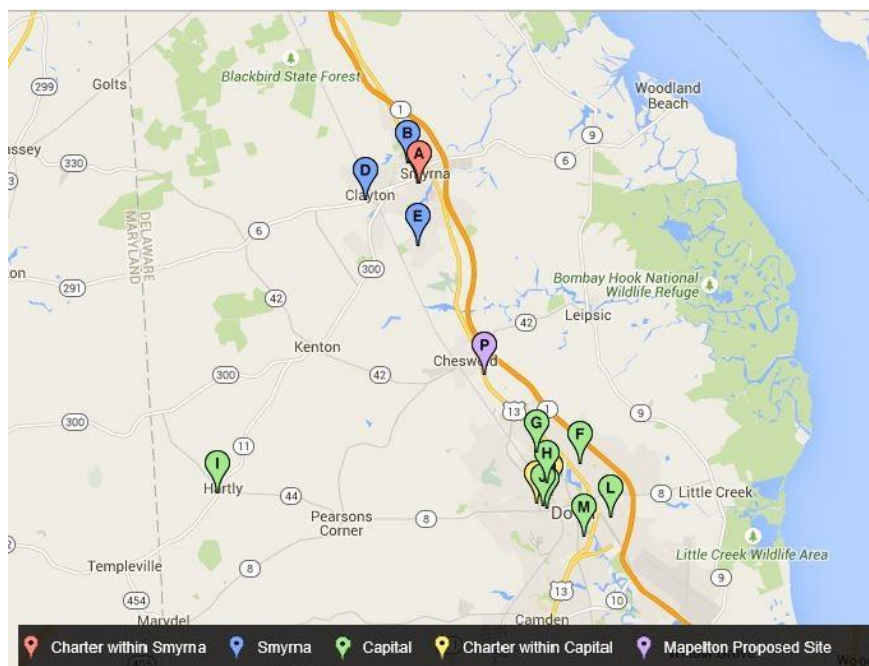 299
Golts
Blackbird State Forest
1
Woodland
Beach
9
330
B
A
6
D
Smyrna
Clayton
E
DELAWARE
MARYLAND
6
300
291
42
Bombay Hook National
Wildlife Refuge
42
Leipsic
Kenton
P
Cheswold
300
42
13
1
9
300
G
F
11
H
I
J
Hartly
44
L
8
Little Creek
Pearsons
Corner
8
M
Little Creek Wildlife Area
Templeville
8
13
9
454
10
Marydel
Camden
Charter within Smyrna
Smyrna
Capital
Charter within Capital
Mapelton Proposed Site